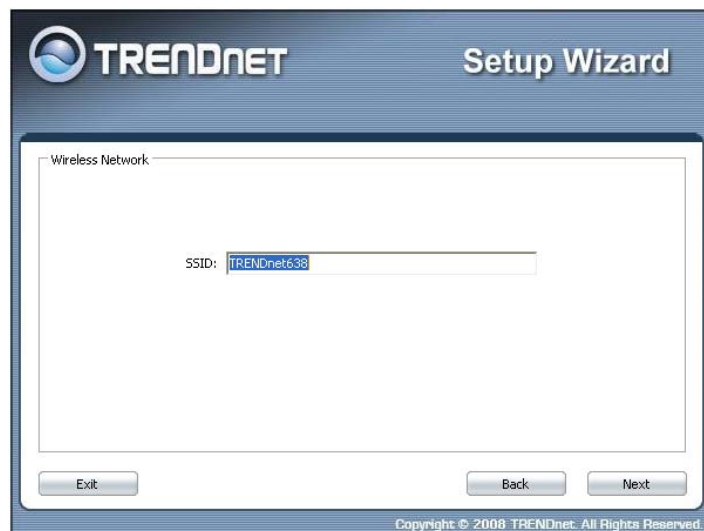 TRENDNET
Setup Wizard
Wireless Network
SSID: TRENDnet638
Exit
Back
Next
Copyright © 2008 TRENDnet. All Rights Reserved.